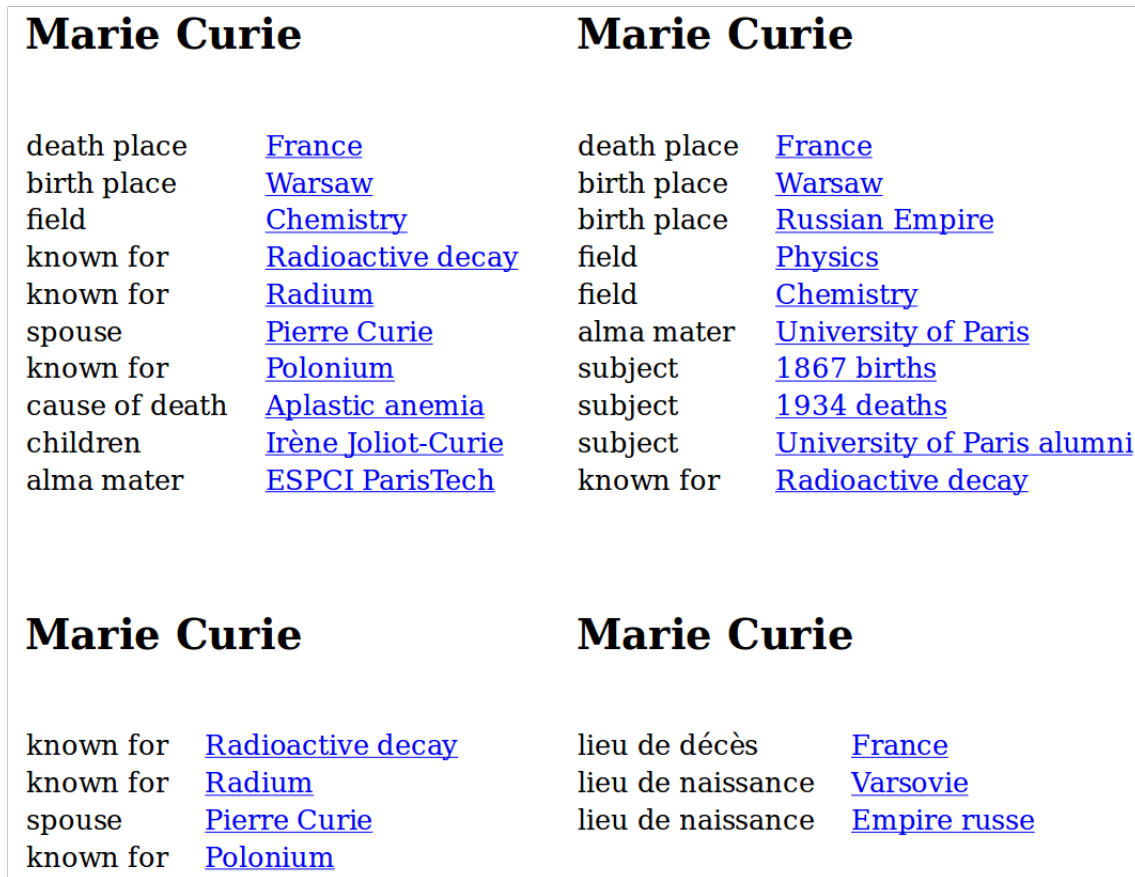 Marie Curie
death place France
birth place Warsaw
field Chemistry
known for Radioactive decay
known for Radium
spouse Pierre Curie
known for Polonium
cause of death Aplastic anemia
children Irène Joliot-Curie
alma mater ESPCI ParisTech
Marie Curie
death place France
birth place Warsaw
birth place Russian Empire
field Physics
field Chemistry
alma mater University of Paris
subject 1867 births
subject 1934 deaths
subject University of Paris alumni
known for Radioactive decay
Marie Curie
known for Radioactive decay
known for Radium
spouse Pierre Curie
known for Polonium
Marie Curie
lieu de décès France
lieu de naissance Varsovie
lieu de naissance Empire russe